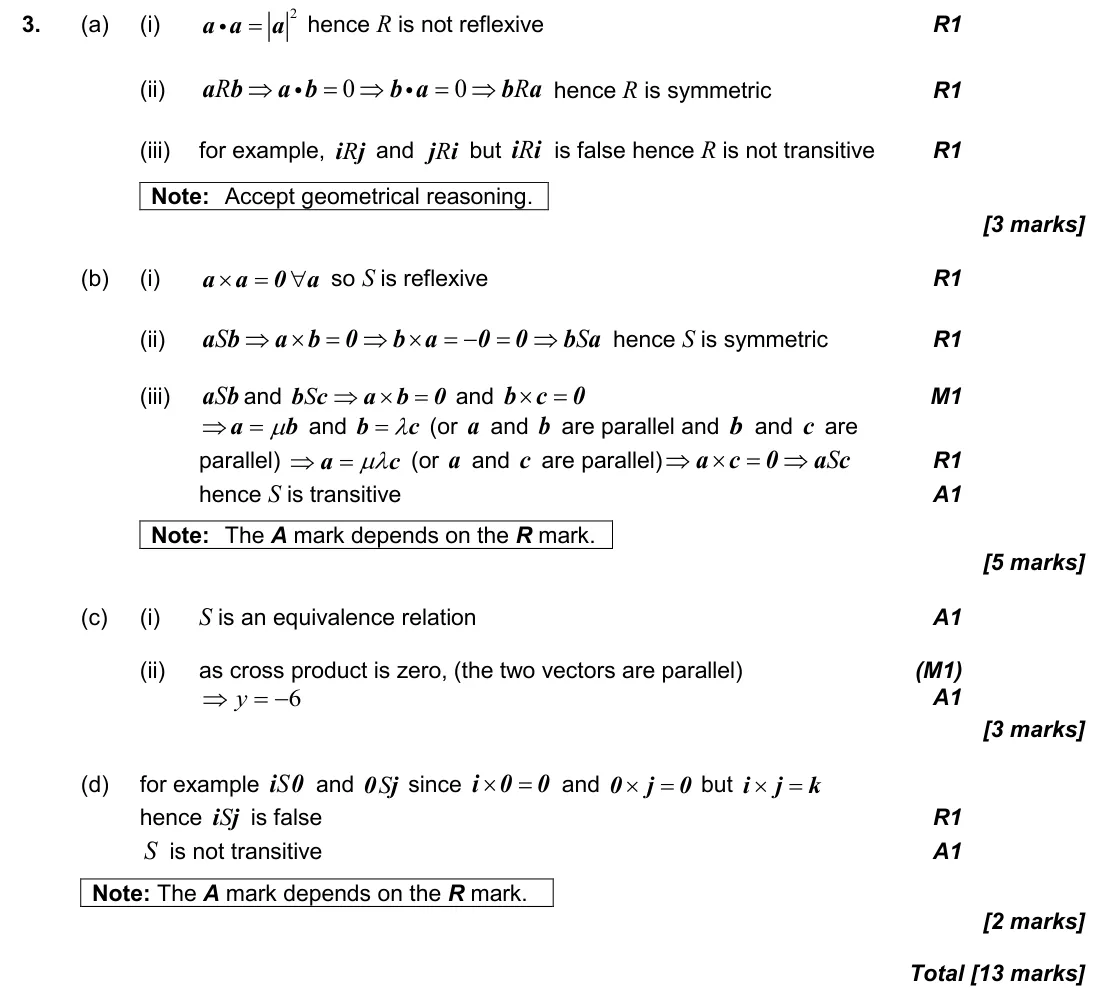 3. (a) (i) a • a = |a|² hence R is not reflexive R1
(ii) aRb ⇒ a • b = 0 ⇒ b • a = 0 ⇒ bRa hence R is symmetric R1
(iii) for example, iRj and jRi but iRi is false hence R is not transitive R1
Note: Accept geometrical reasoning.
[3 marks]
(b) (i) a × a = 0 ∀a so S is reflexive R1
(ii) aSb ⇒ a × b = 0 ⇒ b × a = −0 = 0 ⇒ bSa hence S is symmetric R1
(iii) aSb and bSc ⇒ a × b = 0 and b × c = 0 M1
⇒ a = μb and b = λc (or a and b are parallel and b and c are
parallel) ⇒ a = μλc (or a and c are parallel) ⇒ a × c = 0 ⇒ aSc R1
hence S is transitive A1
Note: The A mark depends on the R mark.
[5 marks]
(c) (i) S is an equivalence relation A1
(ii) as cross product is zero, (the two vectors are parallel) (M1)
⇒ y = −6 A1
[3 marks]
(d) for example iS0 and 0Sj since i × 0 = 0 and 0 × j = 0 but i × j = k
hence iSj is false R1
S is not transitive A1
Note: The A mark depends on the R mark.
[2 marks]
Total [13 marks]